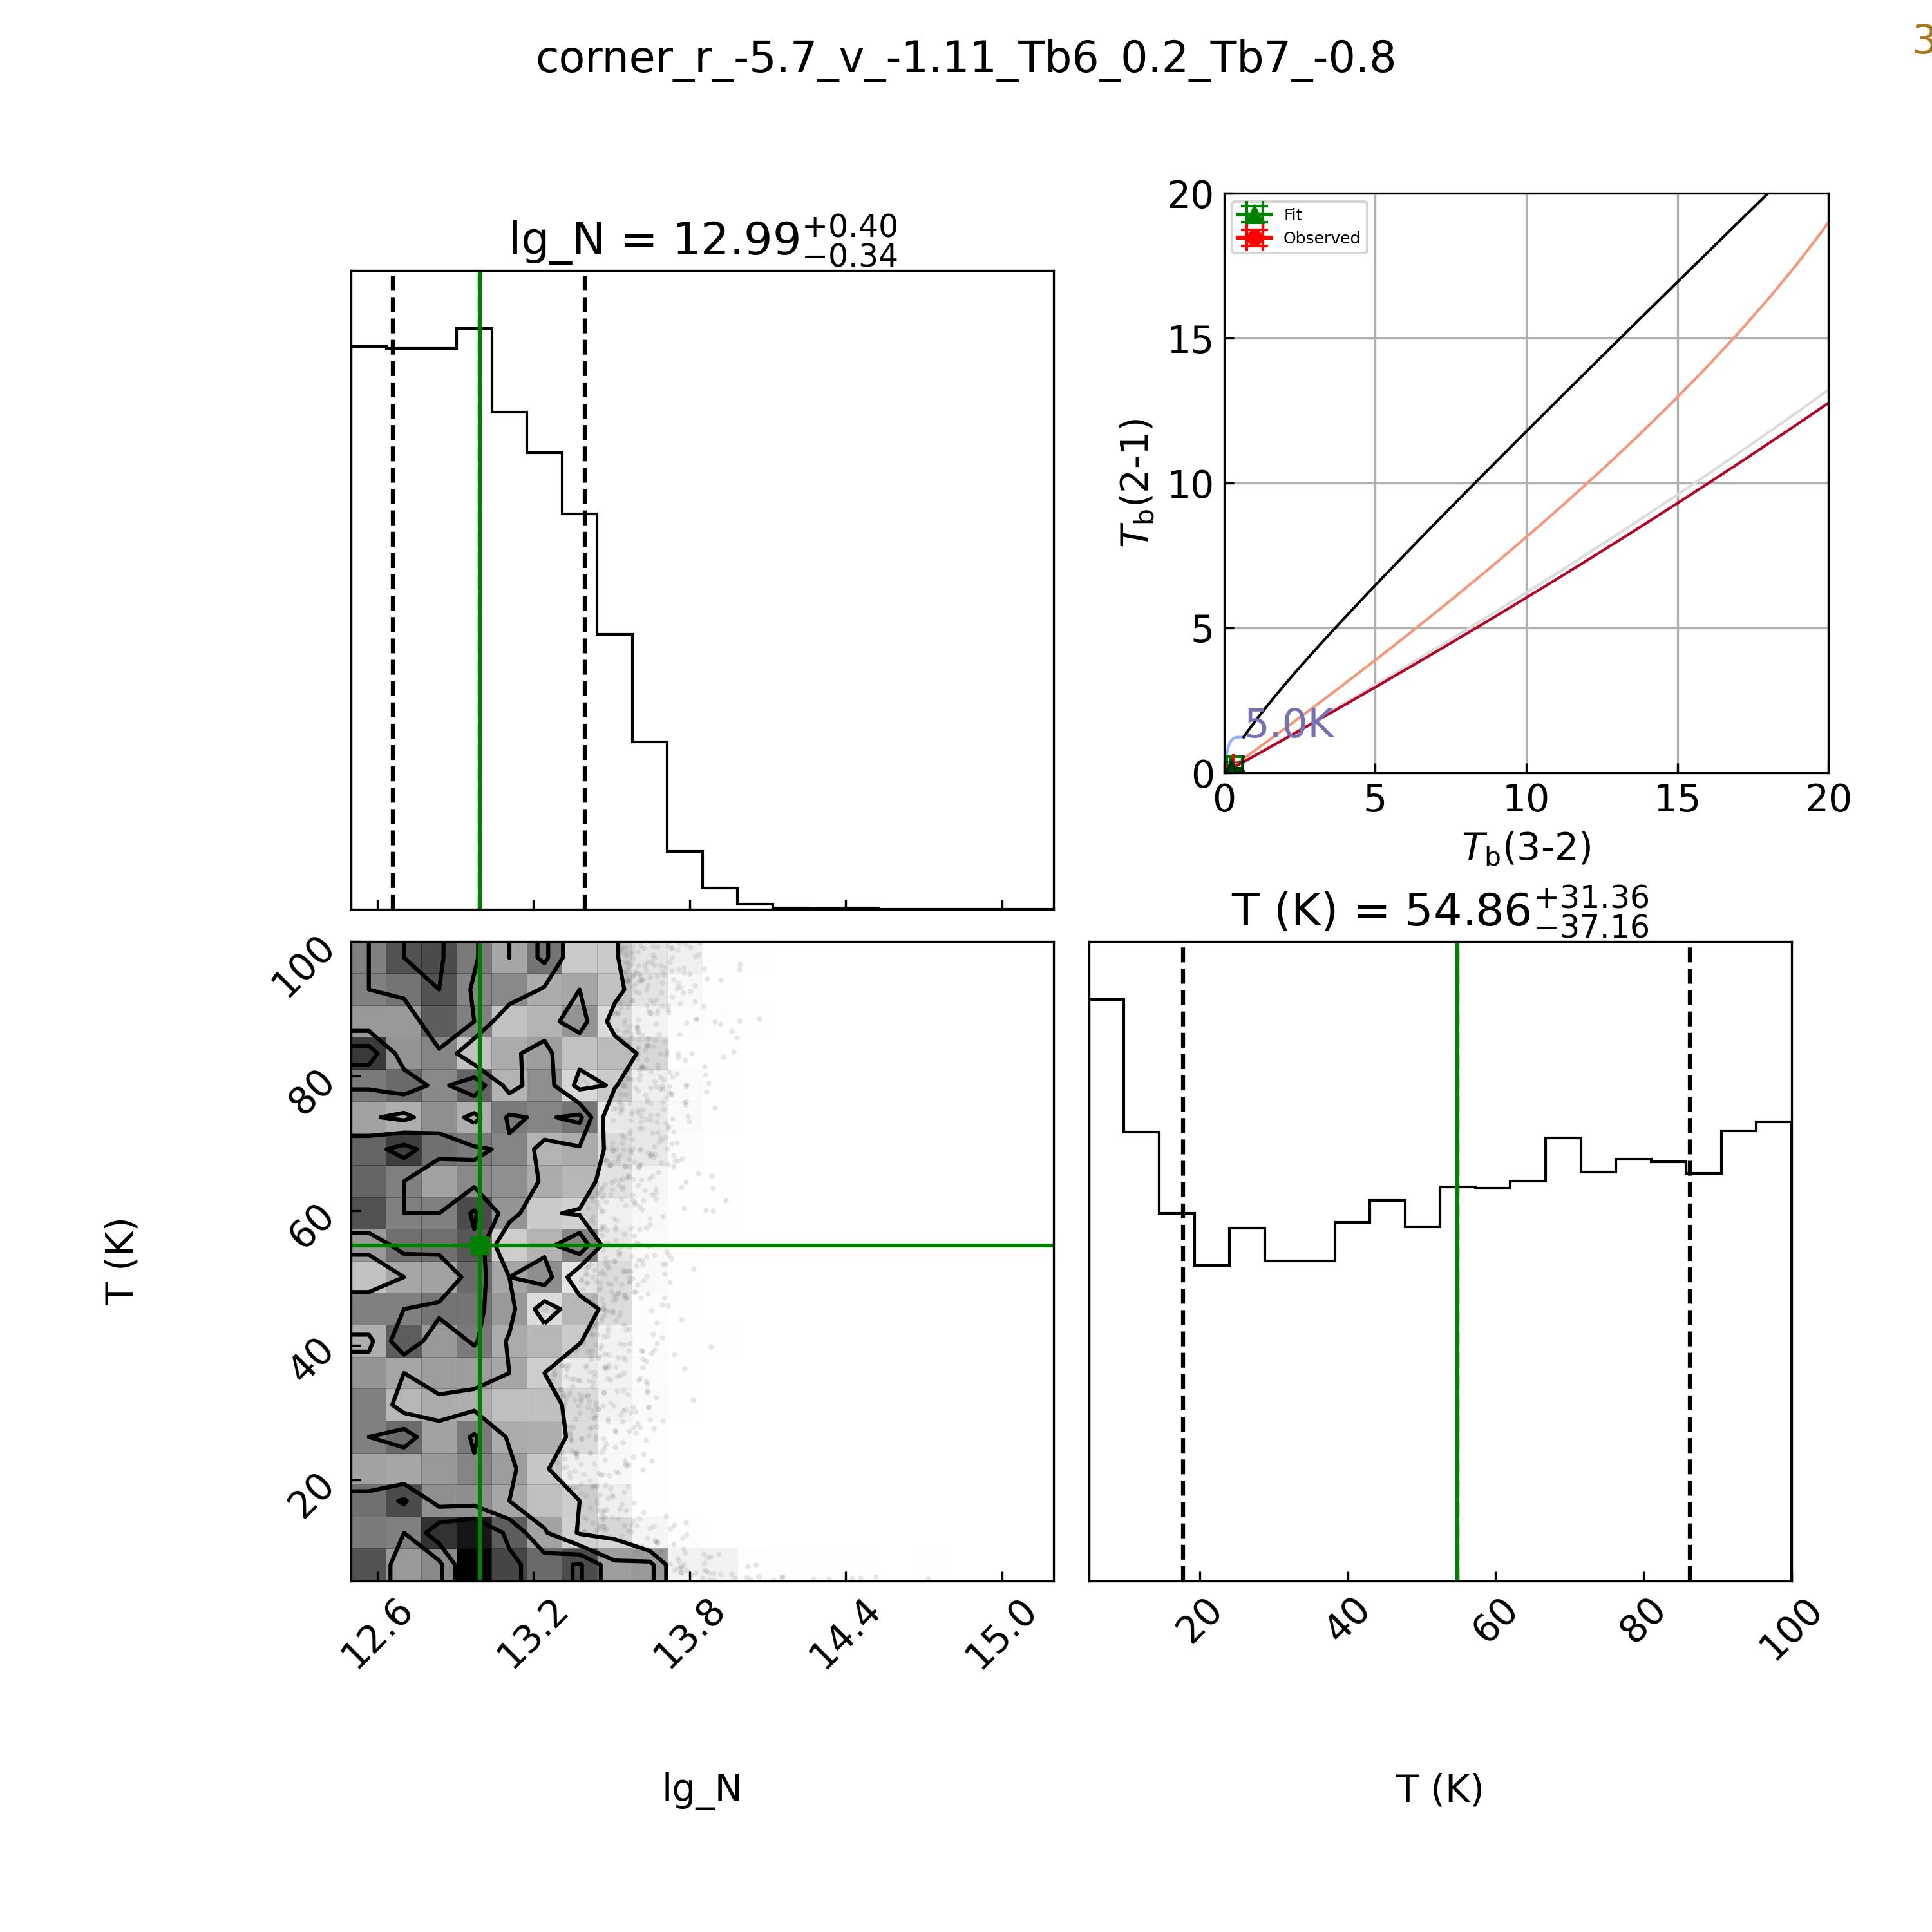 3
corner_r_-5.7_v_-1.11_Tb6_0.2_Tb7_-0.8
lg_N = 12.99+0.40−0.34
20
15
10
5
0
Tb(2-1)
Fit
Observed
5.0K
0 5 10 15 20
Tb(3-2)
T (K) = 54.86+31.36−37.16
100
80
60
40
20
T (K)
12.6 13.2 13.8 14.4 15.0
lg_N
20 40 60 80 100
T (K)